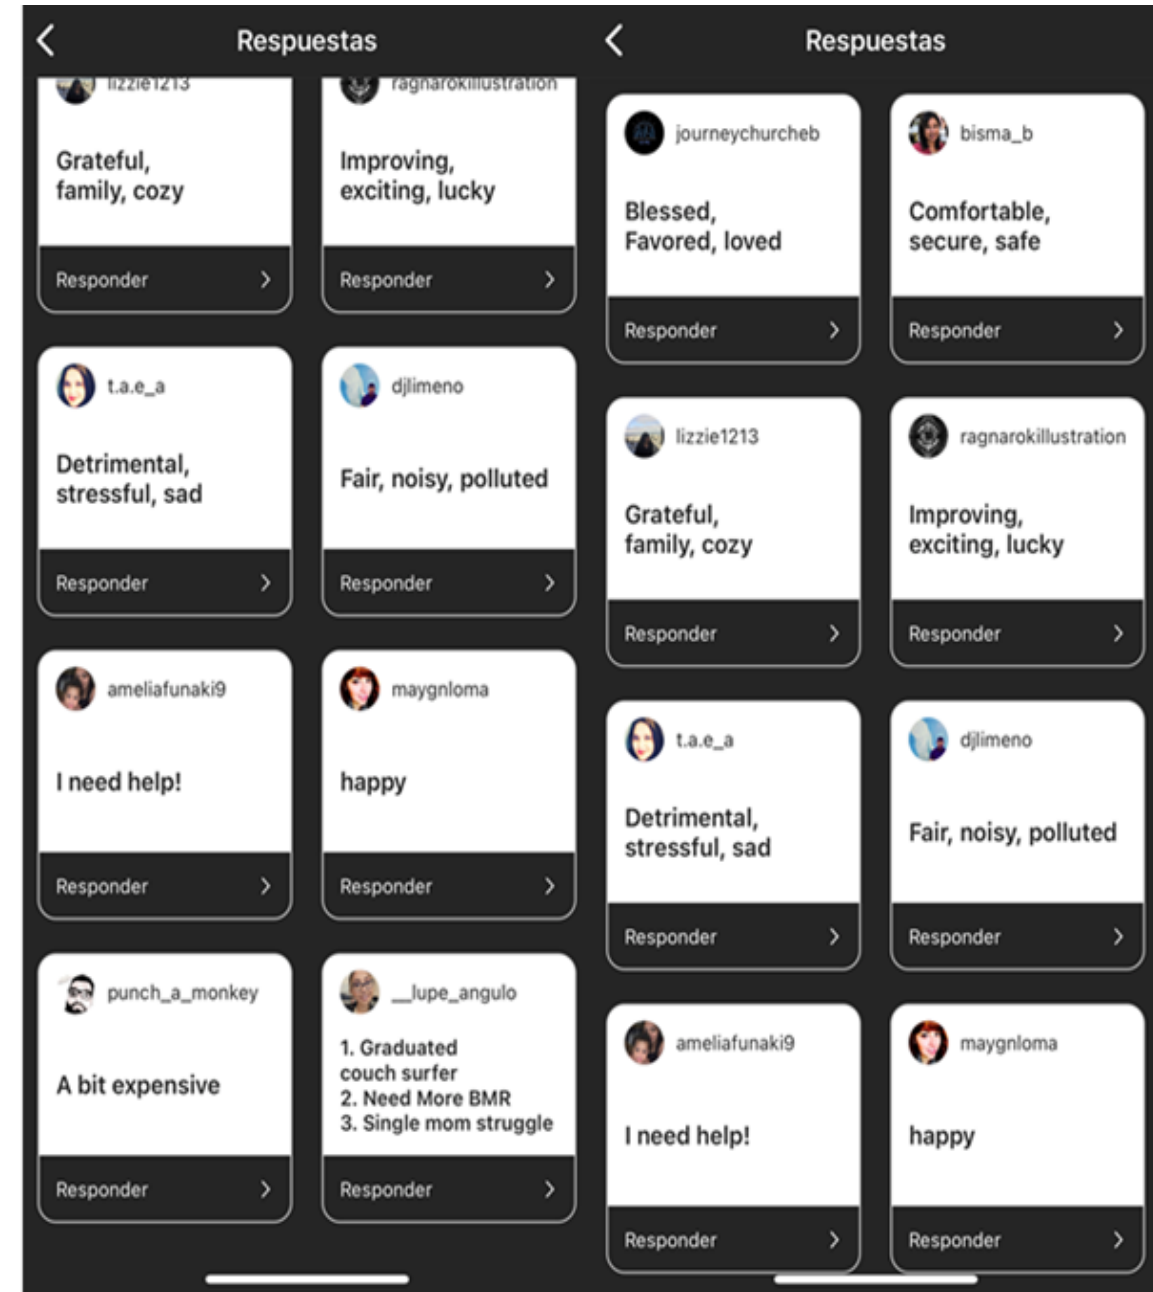 Respuestas
lizzie1213
ragnarokillustration
Grateful,
family, cozy
Improving,
exciting, lucky
Responder
Responder
t.a.e_a
djlimeno
Detrimental,
stressful, sad
Fair, noisy, polluted
Responder
Responder
ameliafunaki9
maygnloma
I need help!
happy
Responder
Responder
punch_a_monkey
__lupe_angulo
A bit expensive
1. Graduated
couch surfer
2. Need More BMR
3. Single mom struggle
Responder
Responder
Respuestas
journeychurcheb
bisma_b
Blessed,
Favored, loved
Comfortable,
secure, safe
Responder
Responder
lizzie1213
ragnarokillustration
Grateful,
family, cozy
Improving,
exciting, lucky
Responder
Responder
t.a.e_a
djlimeno
Detrimental,
stressful, sad
Fair, noisy, polluted
Responder
Responder
ameliafunaki9
maygnloma
I need help!
happy
Responder
Responder